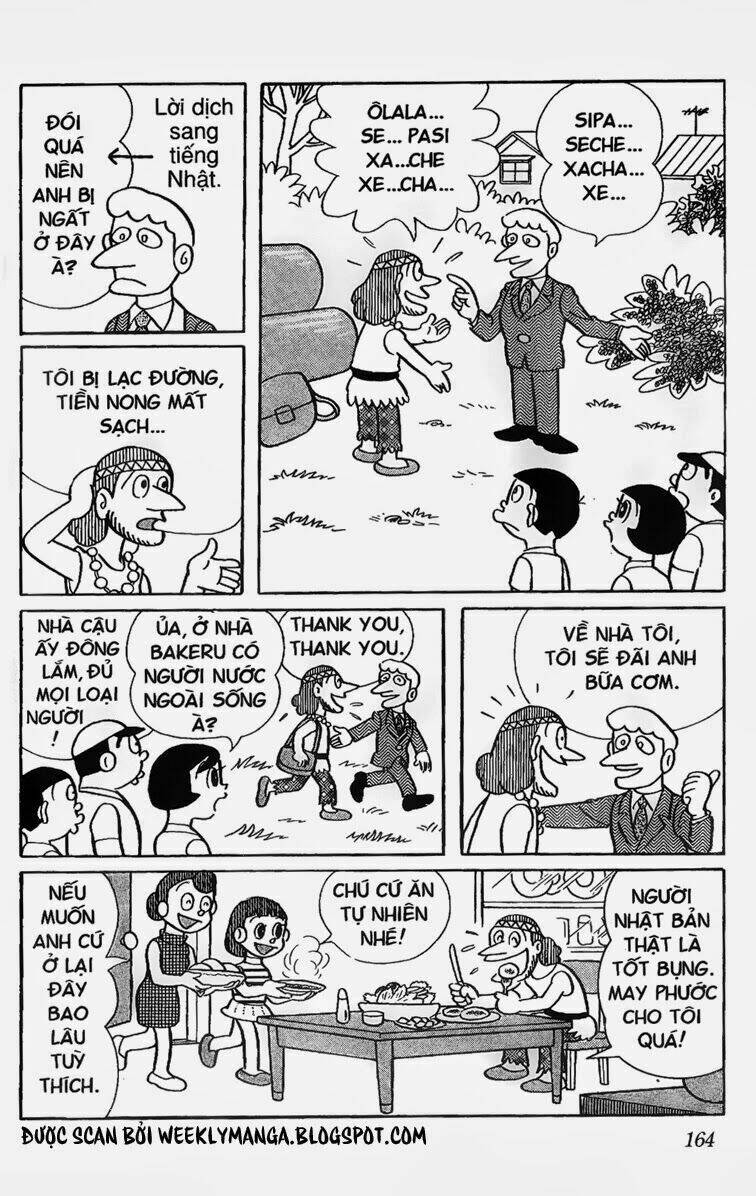 SIPA...
SECHE...
XACHA...
XE...
ÔLALA...
SE... PASI
XA...CHE
XE...CHA...
Lời dịch
sang
tiếng
Nhật.
ĐÓI
QUÁ
NÊN
ANH BỊ
NGẤT
Ở ĐÂY
À?
TÔI BỊ LẠC ĐƯỜNG,
TIỀN NONG MẤT
SẠCH...
VỀ NHÀ TÔI,
TÔI SẼ ĐÃI ANH
BỮA CƠM.
THANK YOU,
THANK YOU.
ỦA, Ở NHÀ
BAKERU CÓ
NGƯỜI NƯỚC
NGOÀI SỐNG
À?
NHÀ CẬU
ẤY ĐÔNG
LẮM, ĐỦ
MỌI LOẠI
NGƯỜI
!
NGƯỜI
NHẬT BẢN
THẬT LÀ
TỐT BỤNG.
MAY PHƯỚC
CHO TÔI
QUÁ!
CHÚ CỨ ĂN
TỰ NHIÊN
NHÉ!
NẾU
MUỐN
ANH CỨ
Ở LẠI
ĐÂY
BAO
LÂU
TUỲ
THÍCH.
ĐƯỢC SCAN BỞI WEEKLYMANGA.BLOGSPOT.COM
164